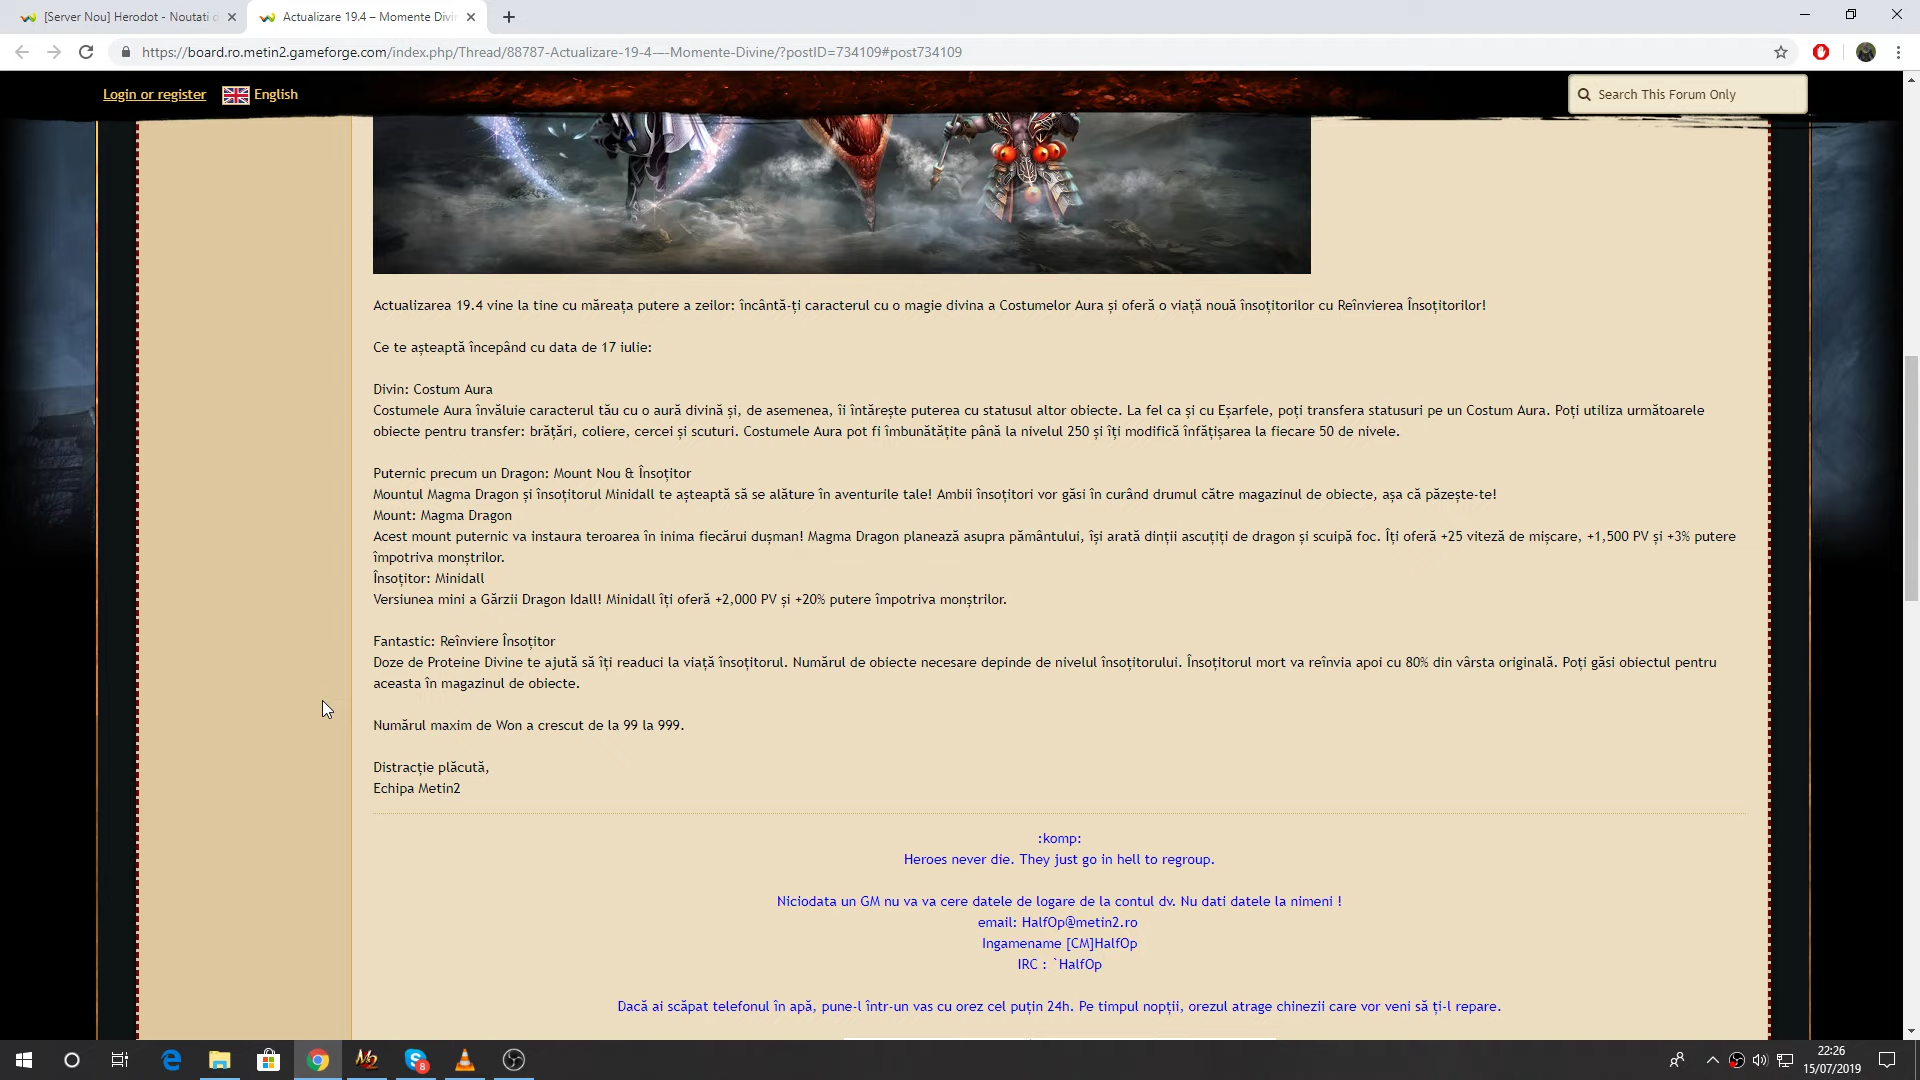 [Server Nou] Herodot - Noutati
Actualizare 19.4 – Momente Divi
https://board.ro.metin2.gameforge.com/index.php/Thread/88787-Actualizare-19-4-–-Momente-Divine/?postID=734109#post734109
Login or register
English
Search This Forum Only
Actualizarea 19.4 vine la tine cu măreața putere a zeilor: încântă-ți caracterul cu o magie divina a Costumelor Aura și oferă o viață nouă însoțitorilor cu Reînvierea Însoțitorilor!
Ce te așteaptă începând cu data de 17 iulie:
Divin: Costum Aura
Costumele Aura învăluie caracterul tău cu o aură divină și, de asemenea, îi întărește puterea cu statusul altor obiecte. La fel ca și cu Eșarfele, poți transfera statusuri pe un Costum Aura. Poți utiliza următoarele
obiecte pentru transfer: brățări, coliere, cercei și scuturi. Costumele Aura pot fi îmbunătățite până la nivelul 250 și îți modifică înfățișarea la fiecare 50 de nivele.
Puternic precum un Dragon: Mount Nou & Însoțitor
Mountul Magma Dragon și însoțitorul Minidall te așteaptă să se alăture în aventurile tale! Ambii însoțitori vor găsi în curând drumul către magazinul de obiecte, așa că păzește-te!
Mount: Magma Dragon
Acest mount puternic va instaura teroarea în inima fiecărui dușman! Magma Dragon planează asupra pământului, își arată dinții ascuțiți de dragon și scuipă foc. Îți oferă +25 viteză de mișcare, +1,500 PV și +3% putere
împotriva monștrilor.
Însoțitor: Minidall
Versiunea mini a Gărzii Dragon Idall! Minidall îți oferă +2,000 PV și +20% putere împotriva monștrilor.
Fantastic: Reînviere Însoțitor
Doze de Proteine Divine te ajută să îți readuci la viață însoțitorul. Numărul de obiecte necesare depinde de nivelul însoțitorului. Însoțitorul mort va reînvia apoi cu 80% din vârsta originală. Poți găsi obiectul pentru
aceasta în magazinul de obiecte.
Numărul maxim de Won a crescut de la 99 la 999.
Distracție plăcută,
Echipa Metin2
:komp:
Heroes never die. They just go in hell to regroup.
Niciodata un GM nu va va cere datele de logare de la contul dv. Nu dati datele la nimeni !
email: HalfOp@metin2.ro
Ingamename [CM]HalfOp
IRC : `HalfOp
Dacă ai scăpat telefonul în apă, pune-l într-un vas cu orez cel puțin 24h. Pe timpul nopții, orezul atrage chinezii care vor veni să ți-l repare.
8
22:26
15/07/2019